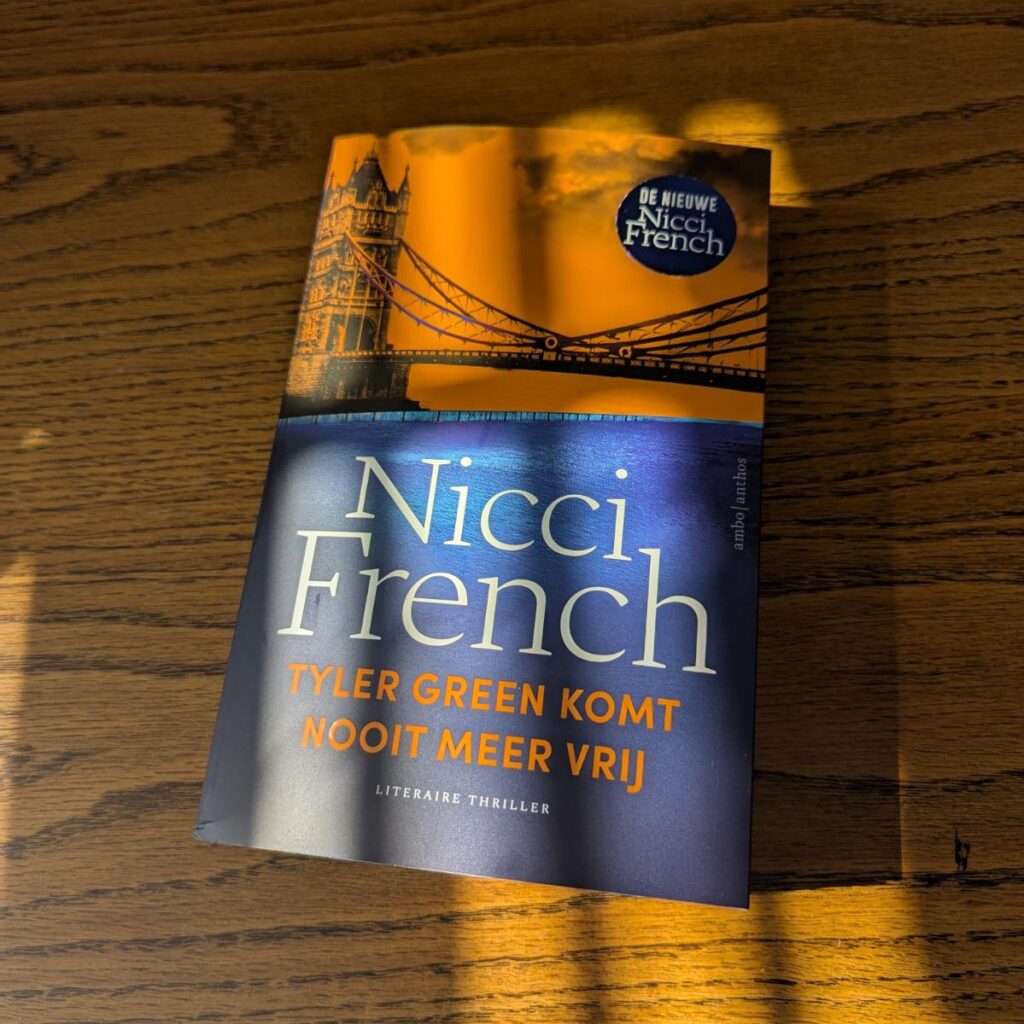 DE NIEUWE
Nicci
French
Nicci
French
ambo|anthos
TYLER GREEN KOMT
NOOIT MEER VRIJ
LITERAIRE THRILLER